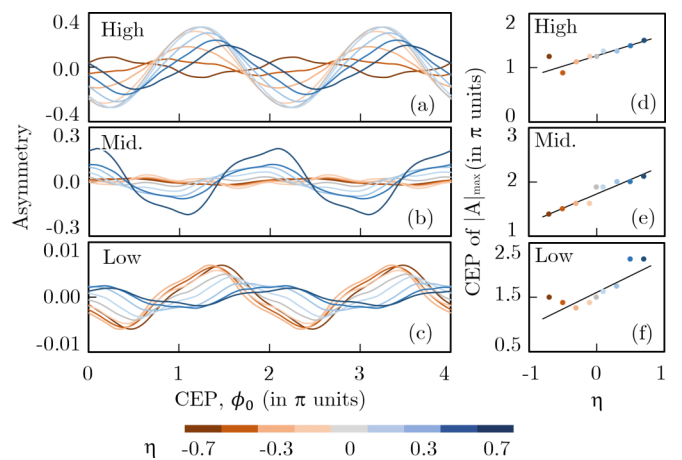 0.4
High
0.0
-0.4
(a)
0.3
Mid.
0.0
-0.3
(b)
0.01
Low
0.00
-0.01
(c)
Asymmetry
0 1 2 3 4
CEP, ϕ0 (in π units)
2
High
1
0
(d)
3
Mid.
2
1
(e)
2.5
Low
1.5
0.5
(f)
CEP of |A|max (in π units)
-1 0 1
η
η -0.7 -0.3 0 0.3 0.7